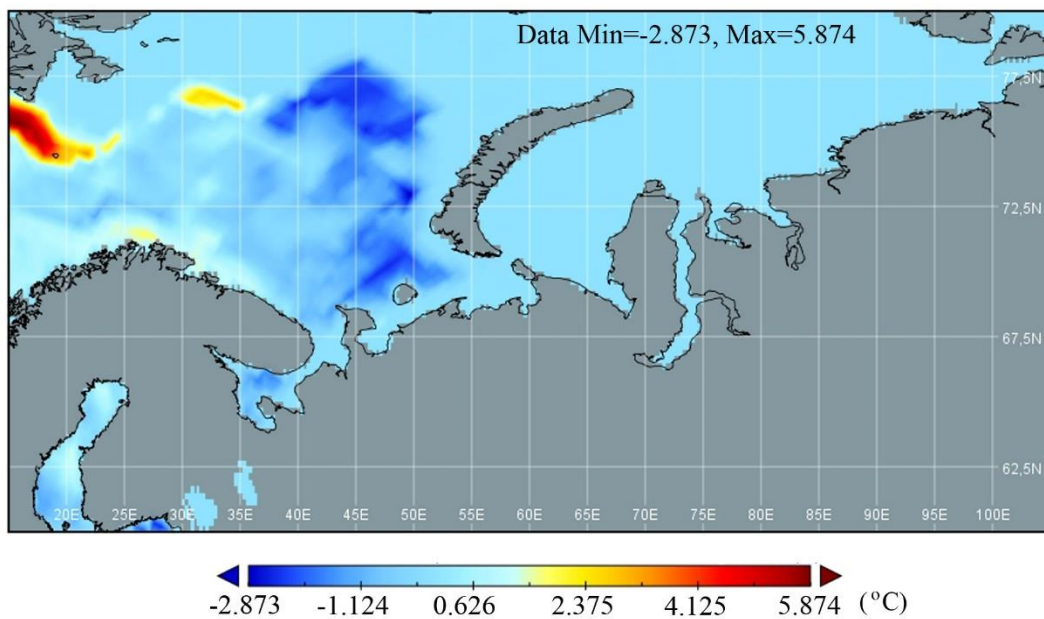 Data Min=-2.873, Max=5.874
77,5N
72,5N
67,5N
62,5N
20E 25E 30E 35E 40E 45E 50E 55E 60E 65E 70E 75E 80E 85E 90E 95E 100E
-2.873 -1.124 0.626 2.375 4.125 5.874 (°C)